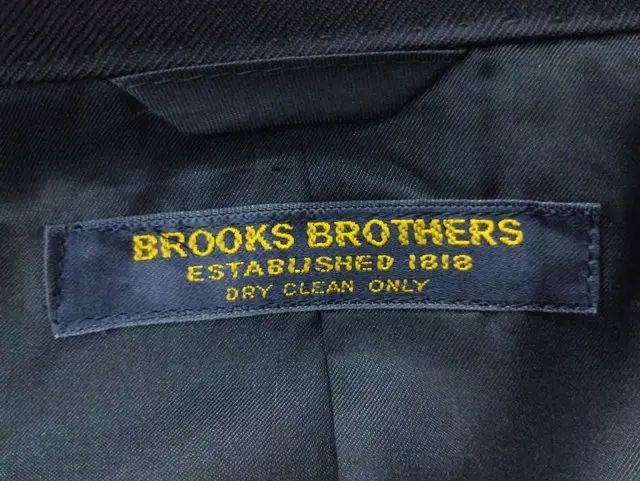 BROOKS BROTHERS
ESTABLISHED 1818
DRY CLEAN ONLY